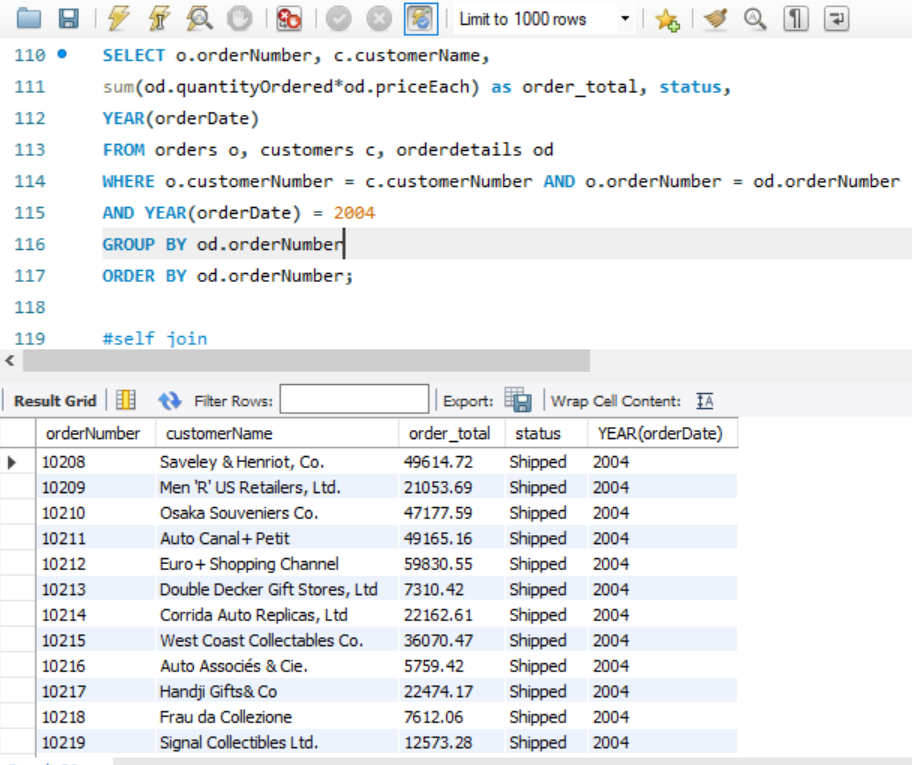 Limit to 1000 rows
110 SELECT o.orderNumber, c.customerName,
111 sum(od.quantityOrdered*od.priceEach) as order_total, status,
112 YEAR(orderDate)
113 FROM orders o, customers c, orderdetails od
114 WHERE o.customerNumber = c.customerNumber AND o.orderNumber = od.orderNumber
115 AND YEAR(orderDate) = 2004
116 GROUP BY od.orderNumber
117 ORDER BY od.orderNumber;
118
119 #self join
Result Grid Filter Rows: Export: Wrap Cell Content:
orderNumber customerName order_total status YEAR(orderDate)
10208 Saveley & Henriot, Co. 49614.72 Shipped 2004
10209 Men 'R' US Retailers, Ltd. 21053.69 Shipped 2004
10210 Osaka Souveniers Co. 47177.59 Shipped 2004
10211 Auto Canal+ Petit 49165.16 Shipped 2004
10212 Euro+ Shopping Channel 59830.55 Shipped 2004
10213 Double Decker Gift Stores, Ltd 7310.42 Shipped 2004
10214 Corrida Auto Replicas, Ltd 22162.61 Shipped 2004
10215 West Coast Collectables Co. 36070.47 Shipped 2004
10216 Auto Associés & Cie. 5759.42 Shipped 2004
10217 Handji Gifts& Co 22474.17 Shipped 2004
10218 Frau da Collezione 7612.06 Shipped 2004
10219 Signal Collectibles Ltd. 12573.28 Shipped 2004